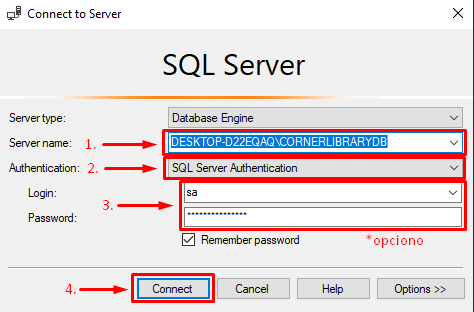 Connect to Server
SQL Server
Server type: Database Engine
Server name: 1. DESKTOP-D22EQAQ\CORNERLIBRARYDB
Authentication: 2. SQL Server Authentication
Login: sa
3.
Password: ***************
Remember password *opciono
4. Connect Cancel Help Options >>